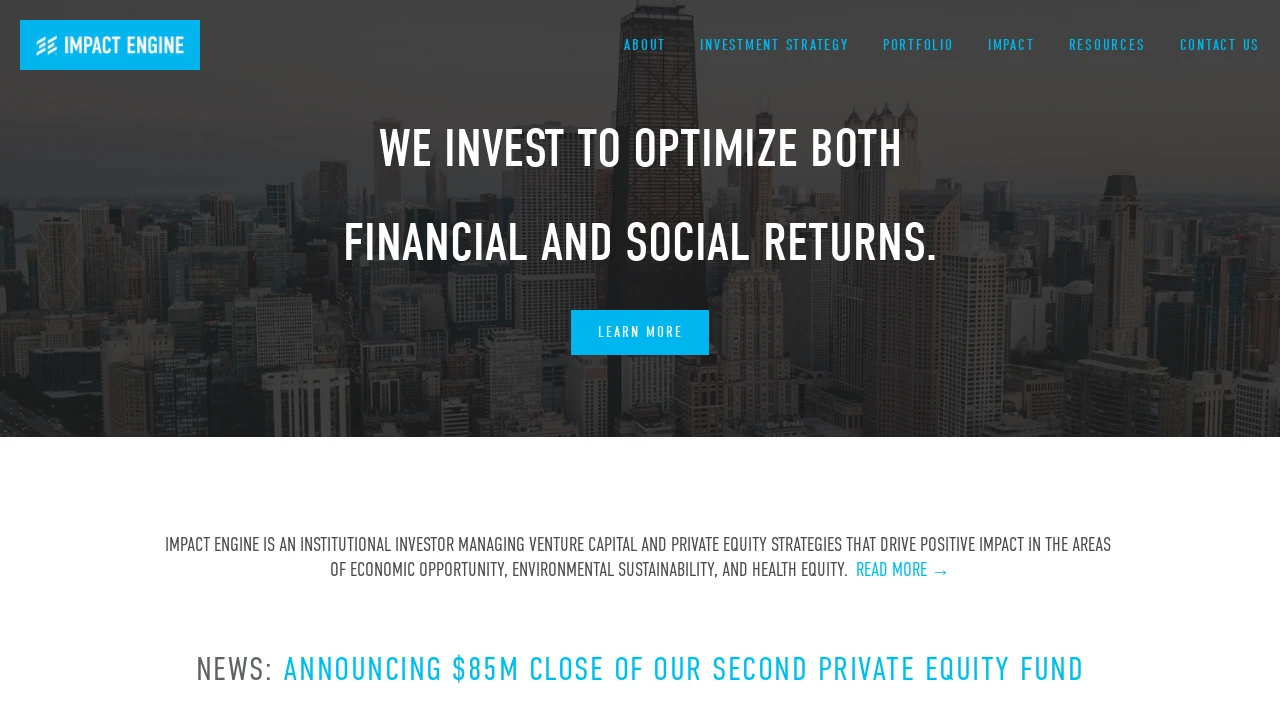 IMPACT ENGINE
ABOUT INVESTMENT STRATEGY PORTFOLIO IMPACT RESOURCES CONTACT US
WE INVEST TO OPTIMIZE BOTH
FINANCIAL AND SOCIAL RETURNS.
LEARN MORE
IMPACT ENGINE IS AN INSTITUTIONAL INVESTOR MANAGING VENTURE CAPITAL AND PRIVATE EQUITY STRATEGIES THAT DRIVE POSITIVE IMPACT IN THE AREAS
OF ECONOMIC OPPORTUNITY, ENVIRONMENTAL SUSTAINABILITY, AND HEALTH EQUITY. READ MORE →
NEWS: ANNOUNCING $85M CLOSE OF OUR SECOND PRIVATE EQUITY FUND